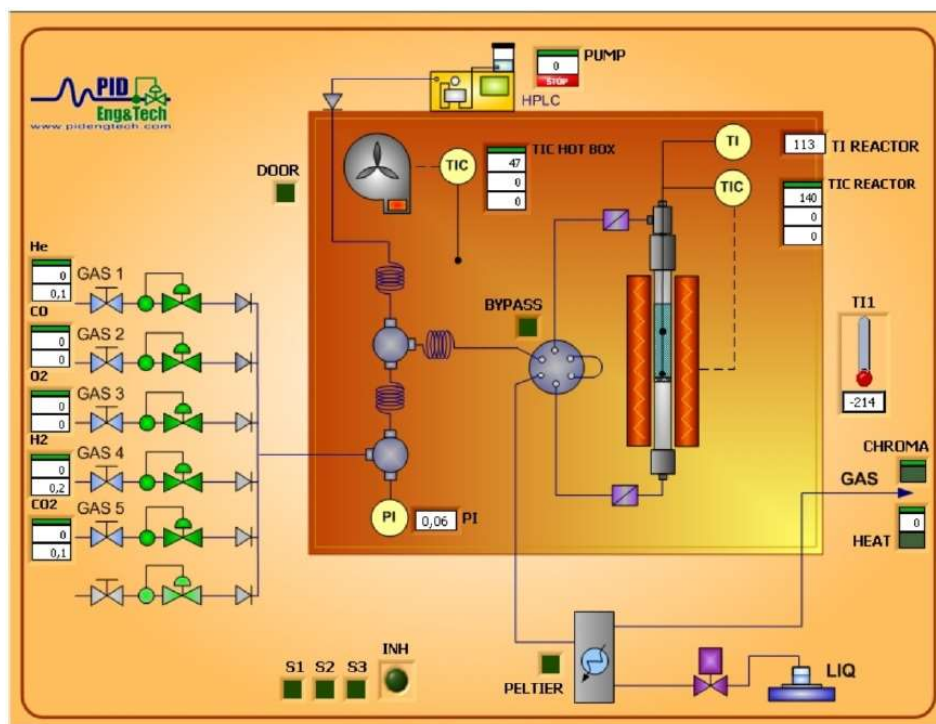 PID
Eng&Tech
www.pidengtech.com
0
STOP
PUMP
HPLC
DOOR
TIC
47
0
0
TIC HOT BOX
TI
113
TI REACTOR
TIC
140
0
0
TIC REACTOR
He
0
0,1
GAS 1
CO
0
0
GAS 2
O2
0
0
GAS 3
H2
0
0,2
GAS 4
CO2
0
0,1
GAS 5
BYPASS
TI1
-214
PI
0,06
PI
CHROMA
GAS
0
HEAT
S1
S2
S3
INH
PELTIER
LIQ